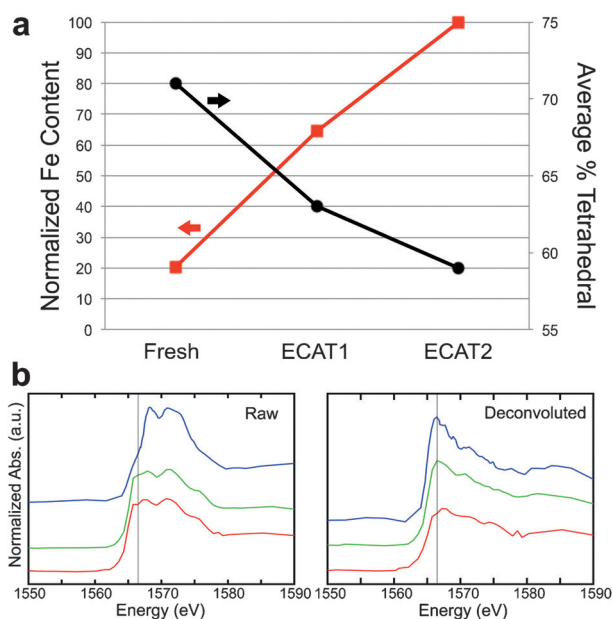 a
Normalized Fe Content
100
90
80
70
60
50
40
30
20
10
0
75
70
65
60
55
Average % Tetrahedral
Fresh ECAT1 ECAT2
b
Normalized Abs. (a.u.)
Raw
1550 1560 1570 1580 1590
Energy (eV)
Deconvoluted
1550 1560 1570 1580 1590
Energy (eV)